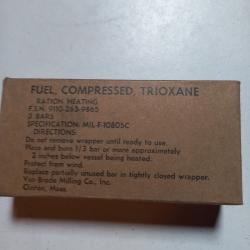 FUEL, COMPRESSED, TRIOXANE
RATION HEATING
F.S.N. 9110-263-9865
3 BARS
SPECIFICATION: MIL-F-10805C
DIRECTIONS:
Do not remove wrapper until ready to use.
Place and burn 1/3 bar or more approximately
2 inches below vessel being heated.
Protect from wind.
Replace partially unused bar in tightly closed wrapper.
Van Brode Milling Co., Inc.
Clinton, Mass.